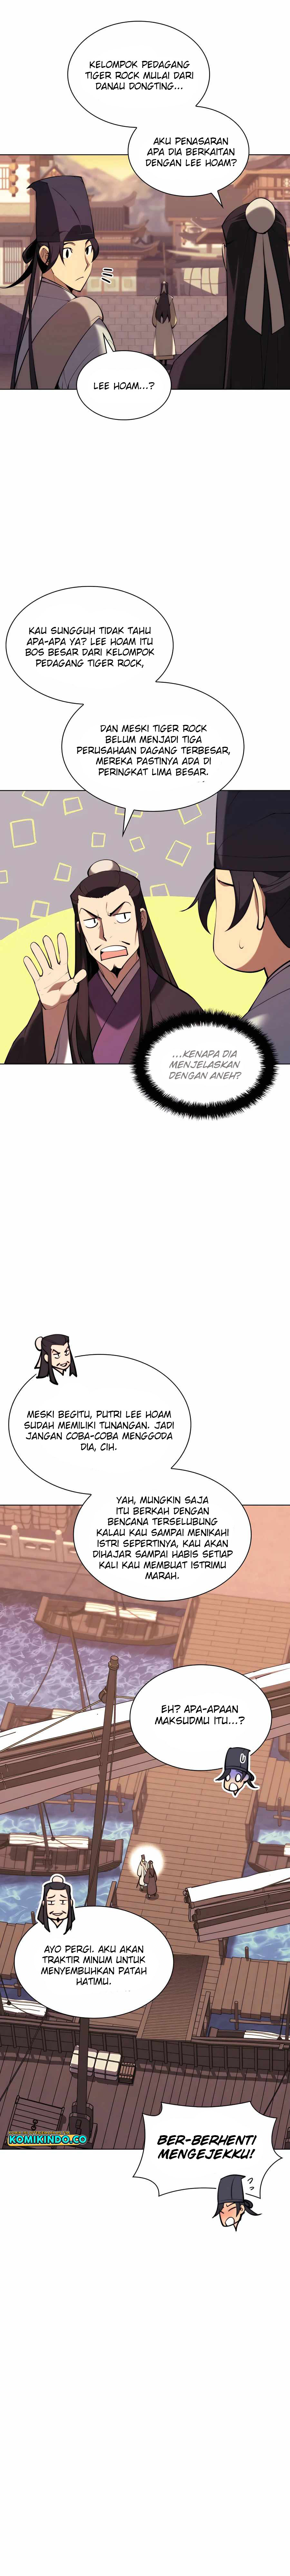 KELOMPOK PEDAGANG
TIGER ROCK MULAI DARI
DANAU DONGTING...
AKU PENASARAN
APA DIA BERKAITAN
DENGAN LEE HOAM?
LEE HOAM...?
KAU SUNGGUH TIDAK TAHU
APA-APA YA? LEE HOAM ITU
BOS BESAR DARI KELOMPOK
PEDAGANG TIGER ROCK,
DAN MESKI TIGER ROCK
BELUM MENJADI TIGA
PERUSAHAAN DAGANG TERBESAR,
MEREKA PASTINYA ADA DI
PERINGKAT LIMA BESAR.
...KENAPA DIA
MENJELASKAN
DENGAN ANEH?
MESKI BEGITU, PUTRI LEE HOAM
SUDAH MEMILIKI TUNANGAN. JADI
JANGAN COBA-COBA MENGGODA
DIA, CIH.
YAH, MUNGKIN SAJA
ITU BERKAH DENGAN
BENCANA TERSELUBUNG
KALAU KAU SAMPAI MENIKAHI
ISTRI SEPERTINYA, KAU AKAN
DIHAJAR SAMPAI HABIS SETIAP
KALI KAU MEMBUAT ISTRIMU
MARAH.
EH? APA-APAAN
MAKSUDMU ITU...?
AYO PERGI. AKU AKAN
TRAKTIR MINUM UNTUK
MENYEMBUHKAN PATAH
HATIMU.
KOMIKINDO.CO
BER-BERHENTI
MENGEJEKKU!